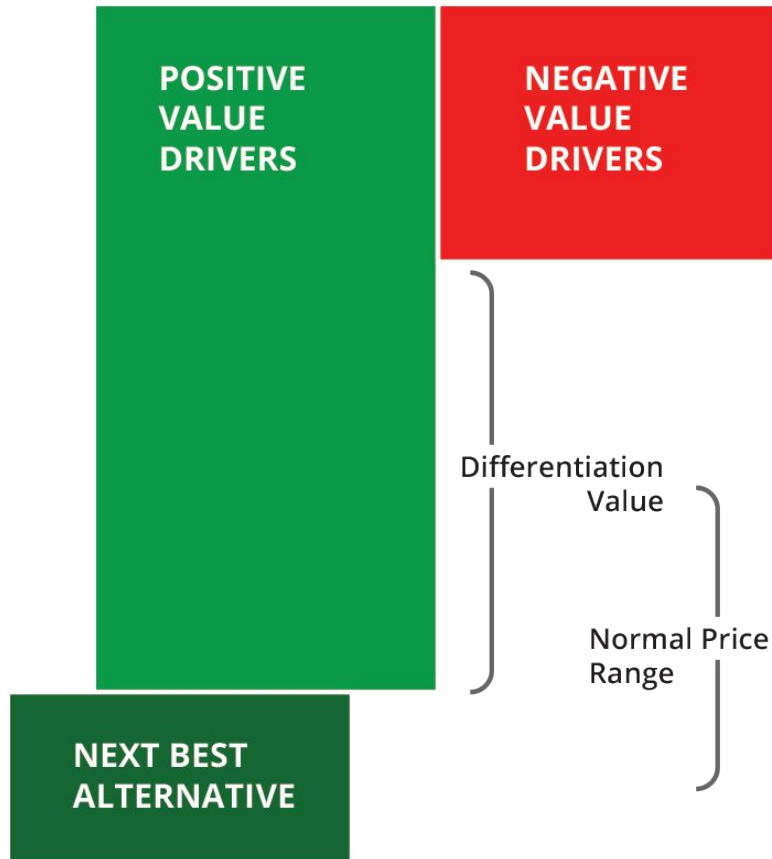 POSITIVE
VALUE
DRIVERS
NEGATIVE
VALUE
DRIVERS
Differentiation
Value
Normal Price
Range
NEXT BEST
ALTERNATIVE